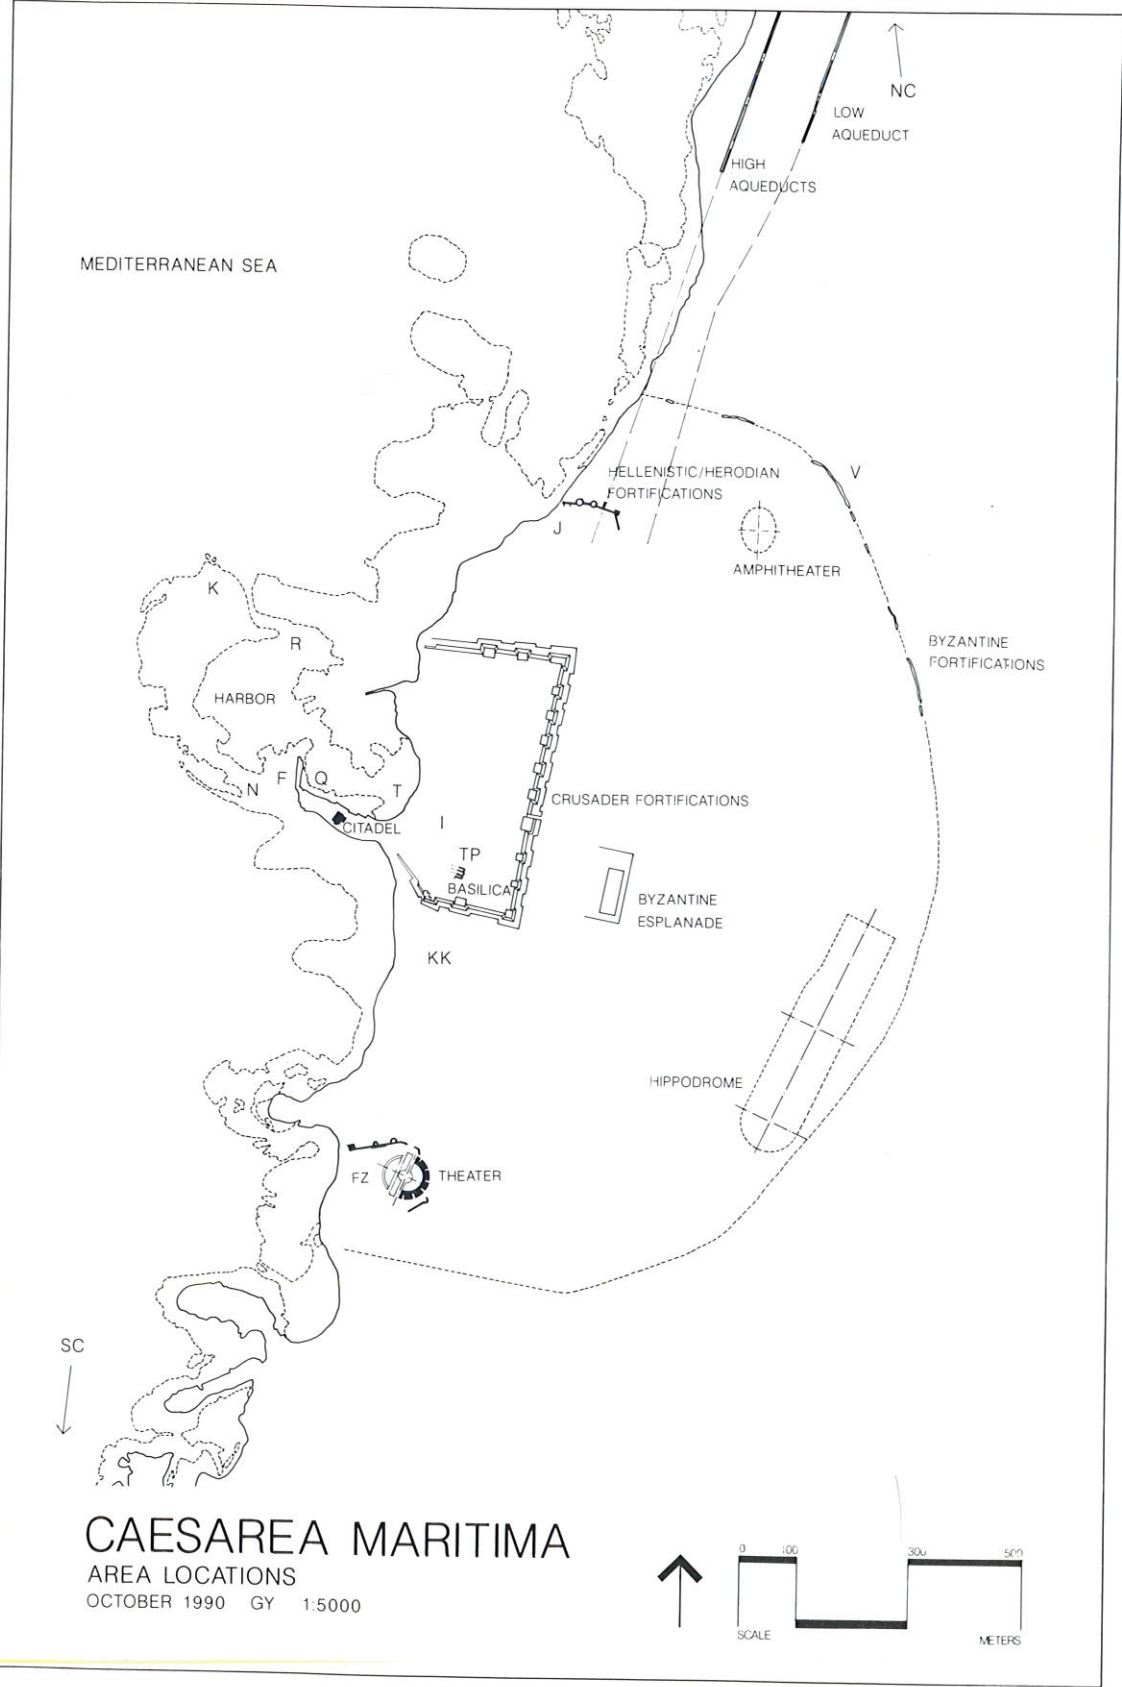 NC
LOW
AQUEDUCT
HIGH
AQUEDUCTS
MEDITERRANEAN SEA
HELLENISTIC/HERODIAN
FORTIFICATIONS
V
J
AMPHITHEATER
K
R
BYZANTINE
FORTIFICATIONS
HARBOR
N
F
Q
T
CRUSADER FORTIFICATIONS
CITADEL
I
TP
BASILICA
BYZANTINE
ESPLANADE
KK
HIPPODROME
FZ
THEATER
SC
CAESAREA MARITIMA
AREA LOCATIONS
OCTOBER 1990 GY 1:5000
0 100 300 500
SCALE METERS